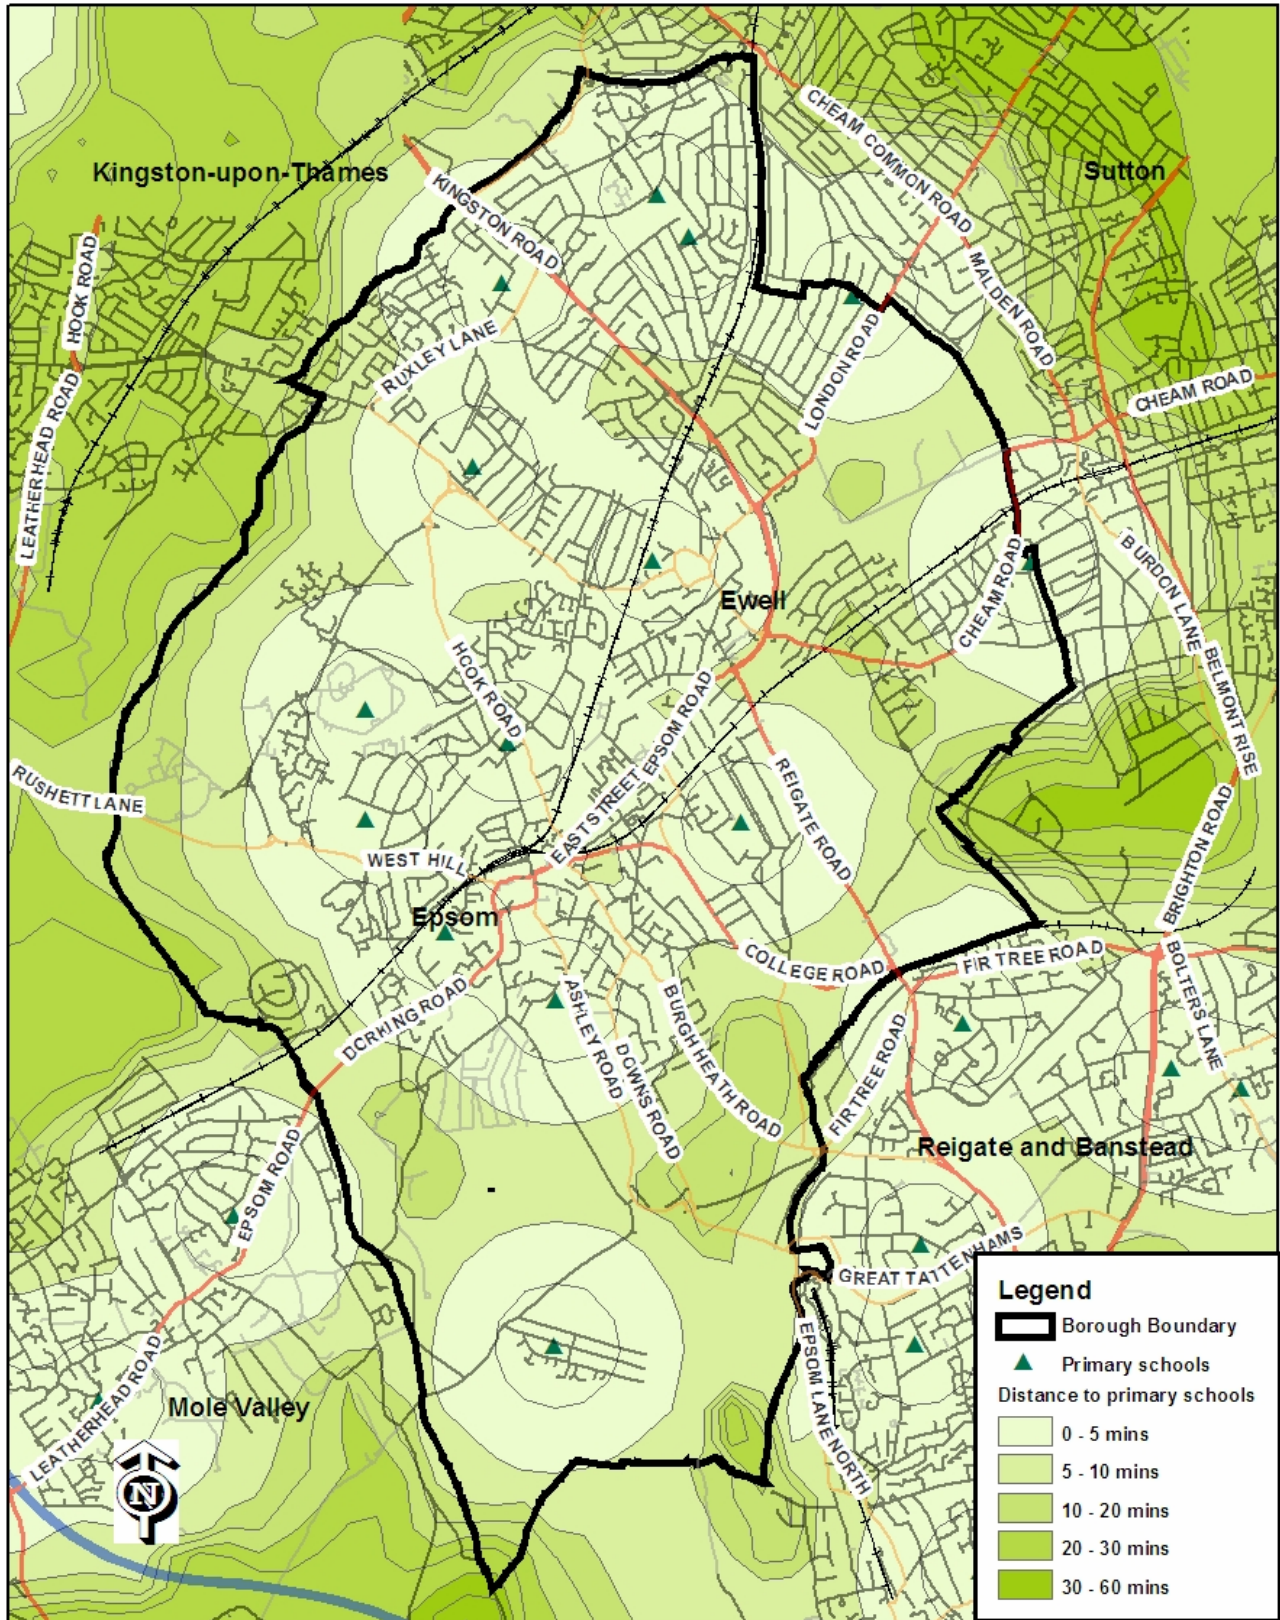 CHEAM COMMON ROAD
Kingston-upon-Thames
Sutton
KINGSTON ROAD
HOOK ROAD
MALDEN ROAD
RUXLEY LANE
LONDON ROAD
LEATHERHEAD ROAD
CHEAM ROAD
CHEAM ROAD
BURDON LANE
Ewell
HOOK ROAD
BELMONT RISE
EPSOM ROAD
RUSHETT LANE
REIGATE ROAD
EAST STREET
BRIGHTON ROAD
WEST HILL
Epsom
COLLEGE ROAD
FIR TREE ROAD
BOLTERS LANE
DORKING ROAD
ASHLEY ROAD
BURGH HEATH ROAD
DOWNS ROAD
FIR TREE ROAD
Reigate and Banstead
EPSOM ROAD
GREAT TATTENHAMS
EPSOM LANE NORTH
LEATHERHEAD ROAD
Mole Valley
N
Legend
Borough Boundary
Primary schools
Distance to primary schools
0 - 5 mins
5 - 10 mins
10 - 20 mins
20 - 30 mins
30 - 60 mins